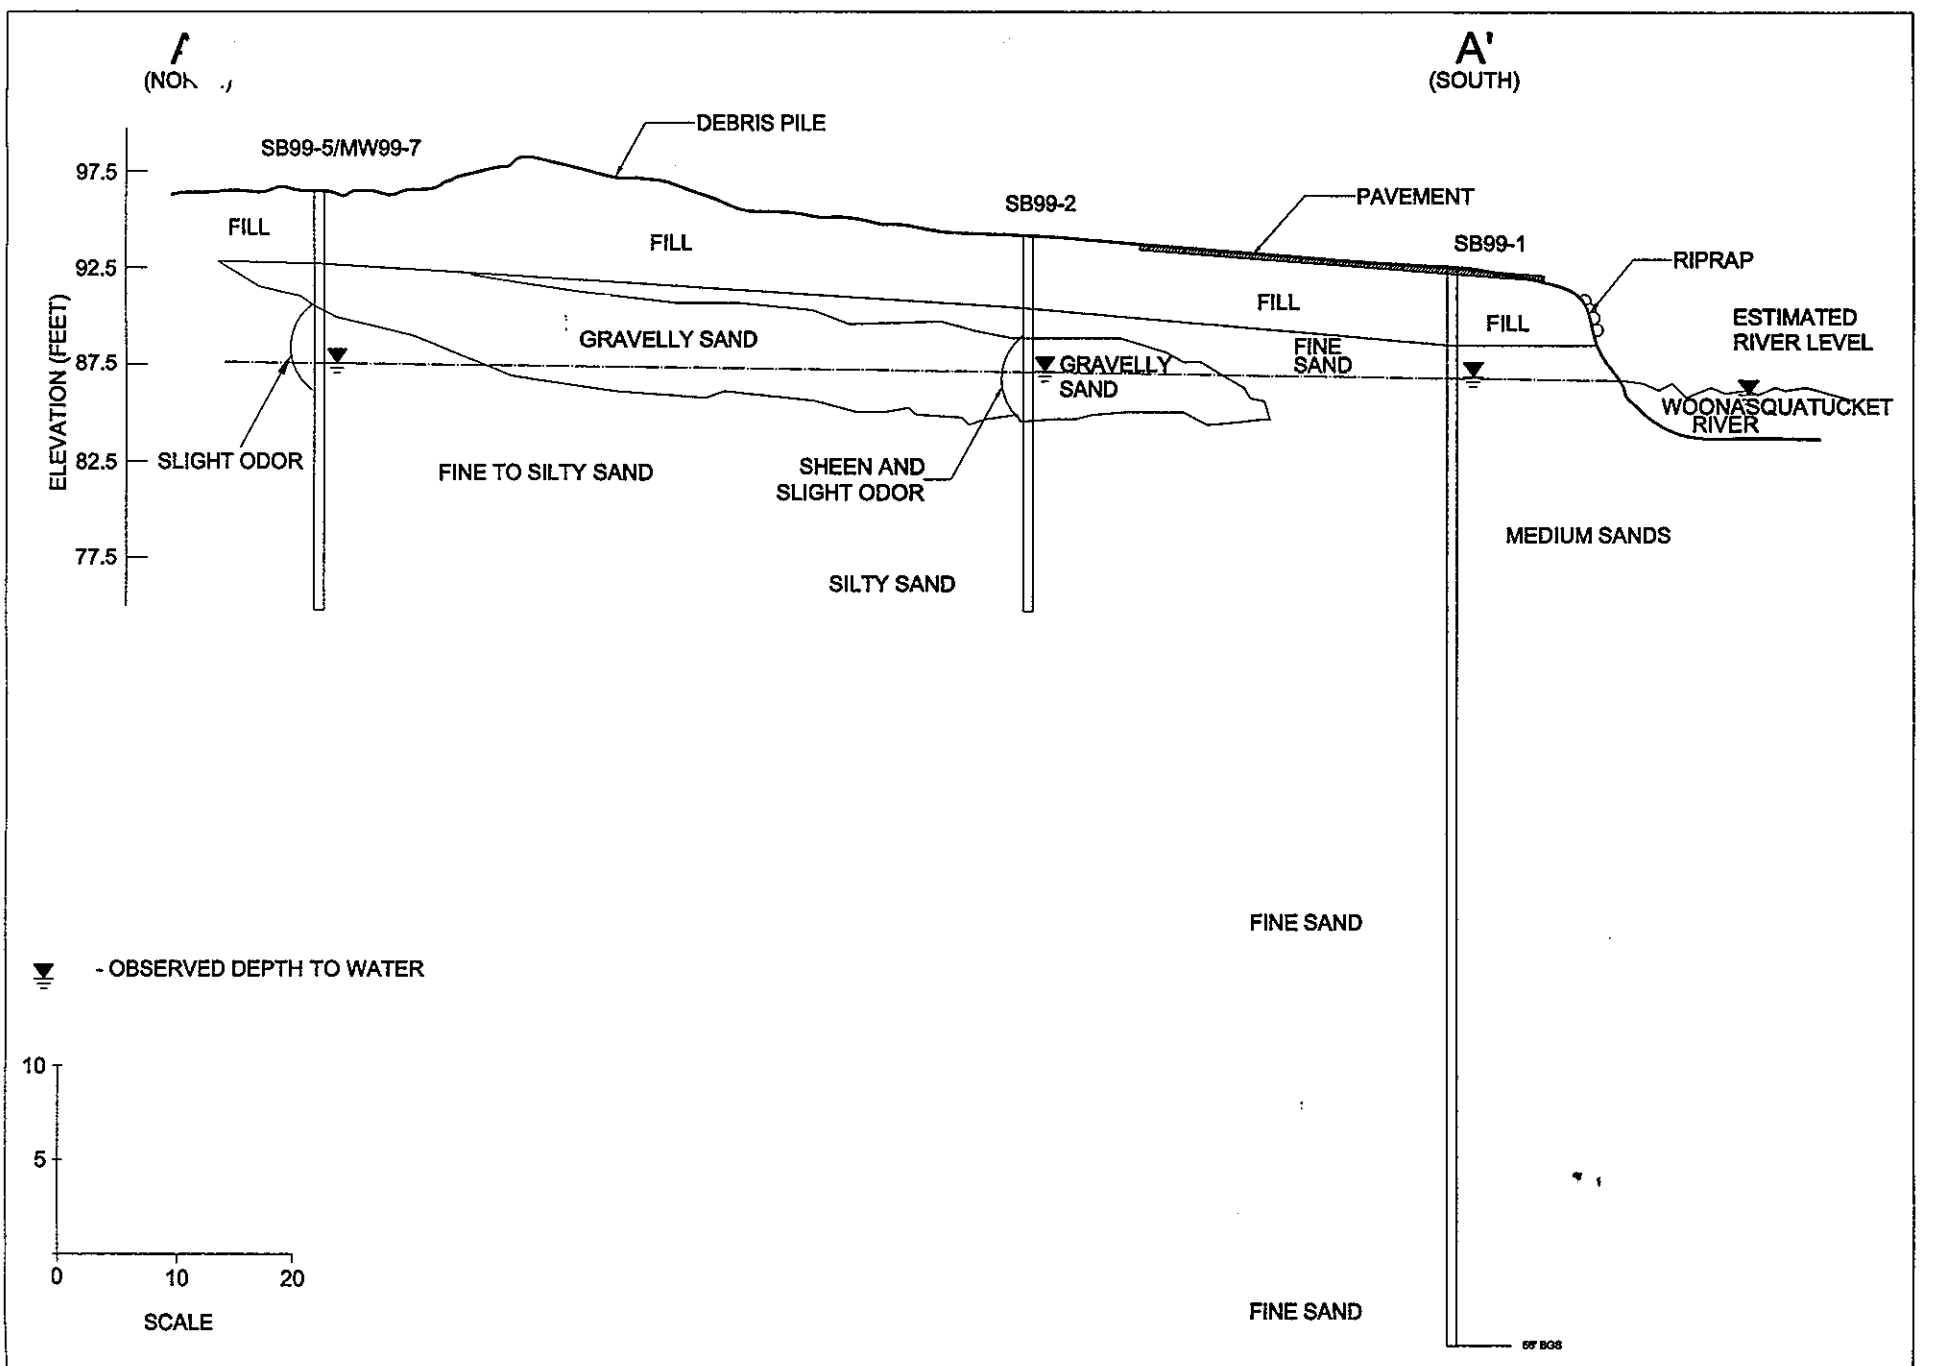 A'
(SOUTH)
DEBRIS PILE
SB99-5/MW99-7
97.5
PAVEMENT
SB99-2
FILL
FILL
SB99-1
RIPRAP
92.5
FILL
FILL
ESTIMATED
RIVER LEVEL
GRAVELLY SAND
FINE
SAND
87.5
GRAVELLY
SAND
WOONASQUATUCKET
RIVER
ELEVATION (FEET)
SLIGHT ODOR
82.5
FINE TO SILTY SAND
SHEEN AND
SLIGHT ODOR
MEDIUM SANDS
77.5
SILTY SAND
FINE SAND
- OBSERVED DEPTH TO WATER
10
5
0 10 20
SCALE
FINE SAND
BGS